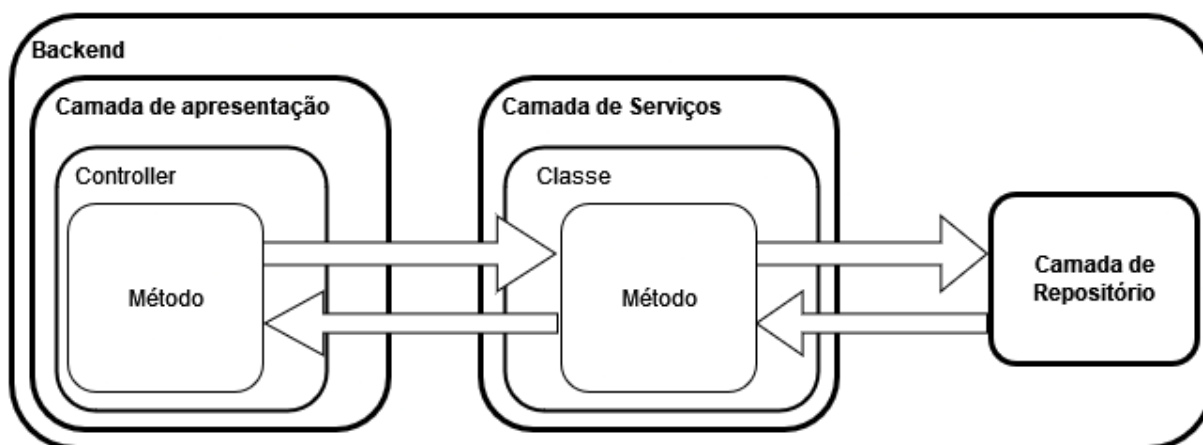 Backend
Camada de apresentação
Controller
Método
Camada de Serviços
Classe
Método
Camada de
Repositório